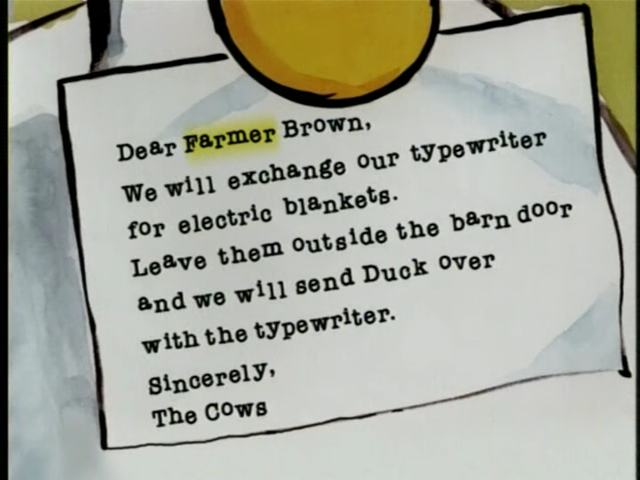 Dear Farmer Brown,
We will exchange our typewriter
for electric blankets.
Leave them outside the barn door
and we will send Duck over
with the typewriter.
Sincerely,
The Cows